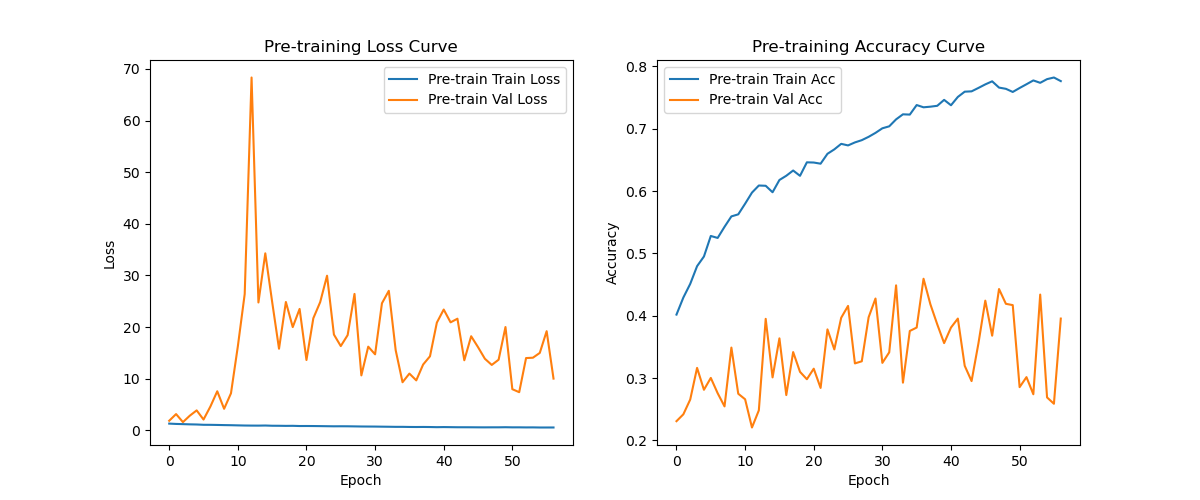 Pre-training Loss Curve
Pre-train Train Loss
Pre-train Val Loss
70
60
50
40
30
20
10
0
Loss
0 10 20 30 40 50
Epoch
Pre-training Accuracy Curve
Pre-train Train Acc
Pre-train Val Acc
0.8
0.7
0.6
0.5
0.4
0.3
0.2
Accuracy
0 10 20 30 40 50
Epoch